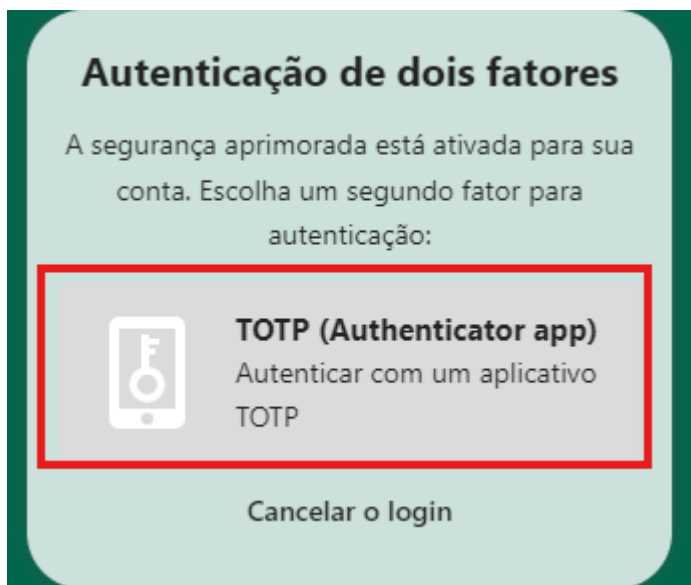 Autenticação de dois fatores
A segurança aprimorada está ativada para sua
conta. Escolha um segundo fator para
autenticação:
TOTP (Authenticator app)
Autenticar com um aplicativo
TOTP
Cancelar o login